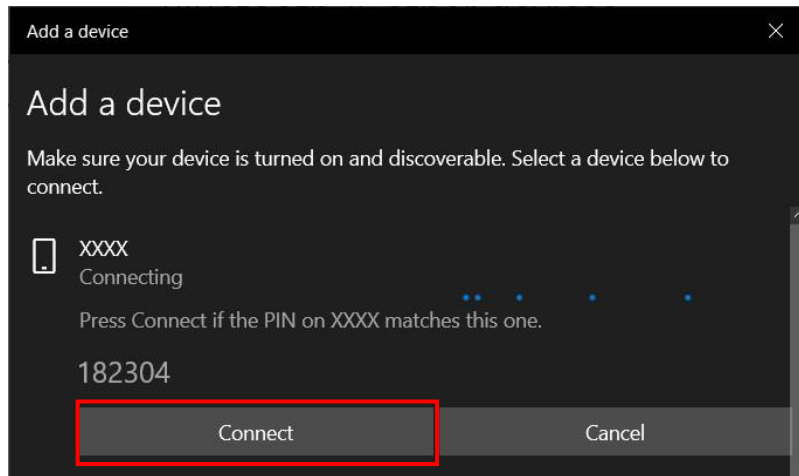 Add a device
Add a device
Make sure your device is turned on and discoverable. Select a device below to
connect.
XXXX
Connecting
Press Connect if the PIN on XXXX matches this one.
182304
Connect Cancel